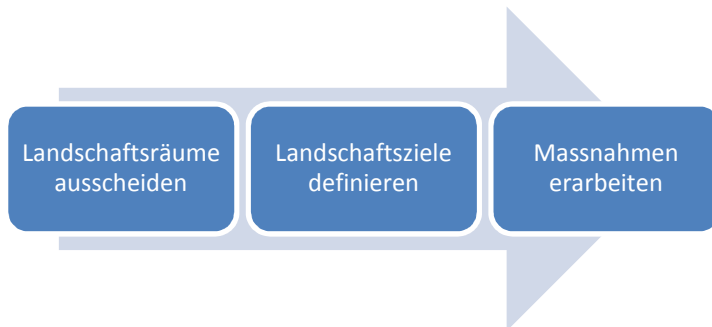 Landschaftsräume
ausscheiden
Landschaftsziele
definieren
Massnahmen
erarbeiten